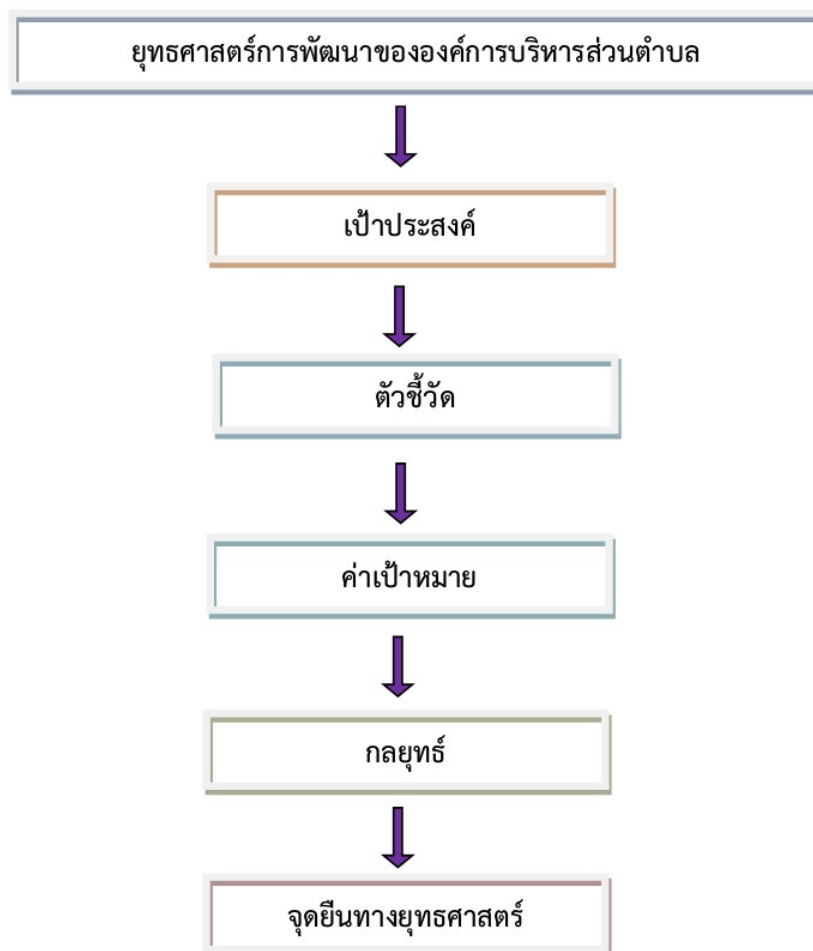 ยุทธศาสตร์การพัฒนาขององค์การบริหารส่วนตำบล
เป้าประสงค์
ตัวชี้วัด
ค่าเป้าหมาย
กลยุทธ์
จุดยืนทางยุทธศาสตร์